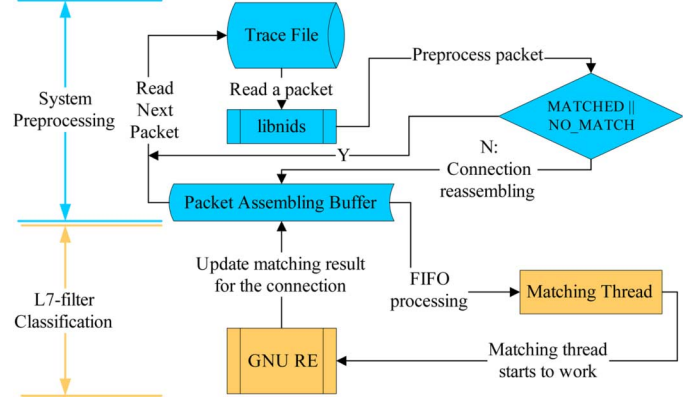 Trace File
Preprocess packet
Read a packet
Read
Next
Packet
System
Preprocessing
libnids
MATCHED ||
NO_MATCH
Y
N:
Connection
reassembling
Packet Assembling Buffer
Update matching result
for the connection
FIFO
processing
Matching Thread
L7-filter
Classification
GNU RE
Matching thread
starts to work